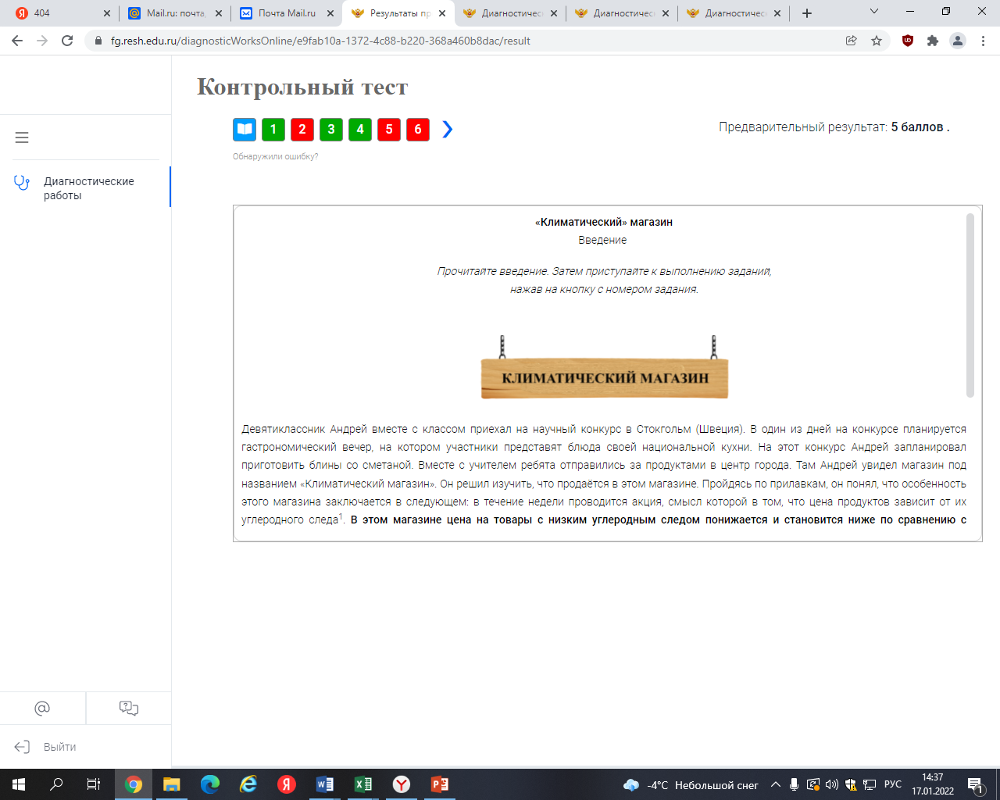 404
Mail.ru: почта,
Почта Mail.ru
Результаты пр
Диагностичес
Диагностичес
Диагностичес
fg.resh.edu.ru/diagnosticWorksOnline/e9fab10a-1372-4c88-b220-368a460b8dac/result
Контрольный тест
1 2 3 4 5 6
Предварительный результат: 5 баллов .
Обнаружили ошибку?
Диагностические
работы
«Климатический» магазин
Введение
Прочитайте введение. Затем приступайте к выполнению заданий,
нажав на кнопку с номером задания.
КЛИМАТИЧЕСКИЙ МАГАЗИН
Девятиклассник Андрей вместе с классом приехал на научный конкурс в Стокгольм (Швеция). В один из дней на конкурсе планируется
гастрономический вечер, на котором участники представят блюда своей национальной кухни. На этот конкурс Андрей запланировал
приготовить блины со сметаной. Вместе с учителем ребята отправились за продуктами в центр города. Там Андрей увидел магазин под
названием «Климатический магазин». Он решил изучить, что продаётся в этом магазине. Пройдясь по прилавкам, он понял, что особенность
этого магазина заключается в следующем: в течение недели проводится акция, смысл которой в том, что цена продуктов зависит от их
углеродного следа1. В этом магазине цена на товары с низким углеродным следом понижается и становится ниже по сравнению с
Выйти
-4°C Небольшой снег
РУС
14:37
17.01.2022
1